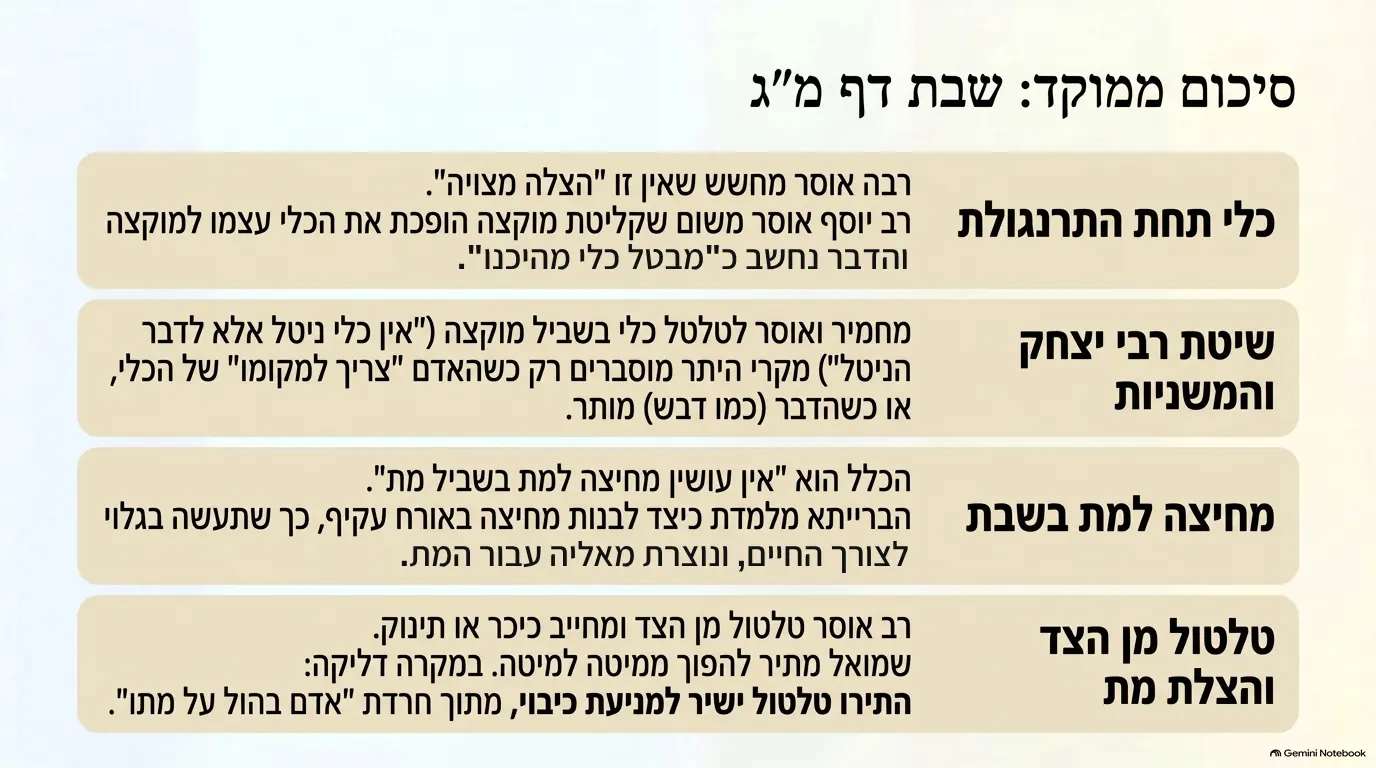 סיכום ממוקד: שבת דף מ"ג
כלי תחת התרנגולת
רבה אוסר מחשש שאין זו "הצלה מצויה".
רב יוסף אוסר משום שקליטת מוקצה הופכת את הכלי עצמו למוקצה
והדבר נחשב כ"מבטל כלי מהיכנו".
שיטת רבי יצחק
והמשניות
מחמיר ואוסר לטלטל כלי בשביל מוקצה ("אין כלי ניטל אלא לדבר
הניטל") מקרי היתר מוסברים רק כשהאדם "צריך למקומו" של הכלי,
או כשהדבר (כמו דבש) מותר.
מחיצה למת בשבת
הכלל הוא "אין עושין מחיצה למת בשביל מת".
הברייתא מלמדת כיצד לבנות מחיצה באורח עקיף, כך שתעשה בגלוי
לצורך החיים, ונוצרת מאליה עבור המת.
טלטול מן הצד
והצלת מת
רב אוסר טלטול מן הצד ומחייב כיכר או תינוק.
שמואל מתיר להפוך ממיטה למיטה. במקרה דליקה:
התירו טלטול ישיר למניעת כיבוי, מתוך חרדת "אדם בהול על מתו".
Gemini Notebook